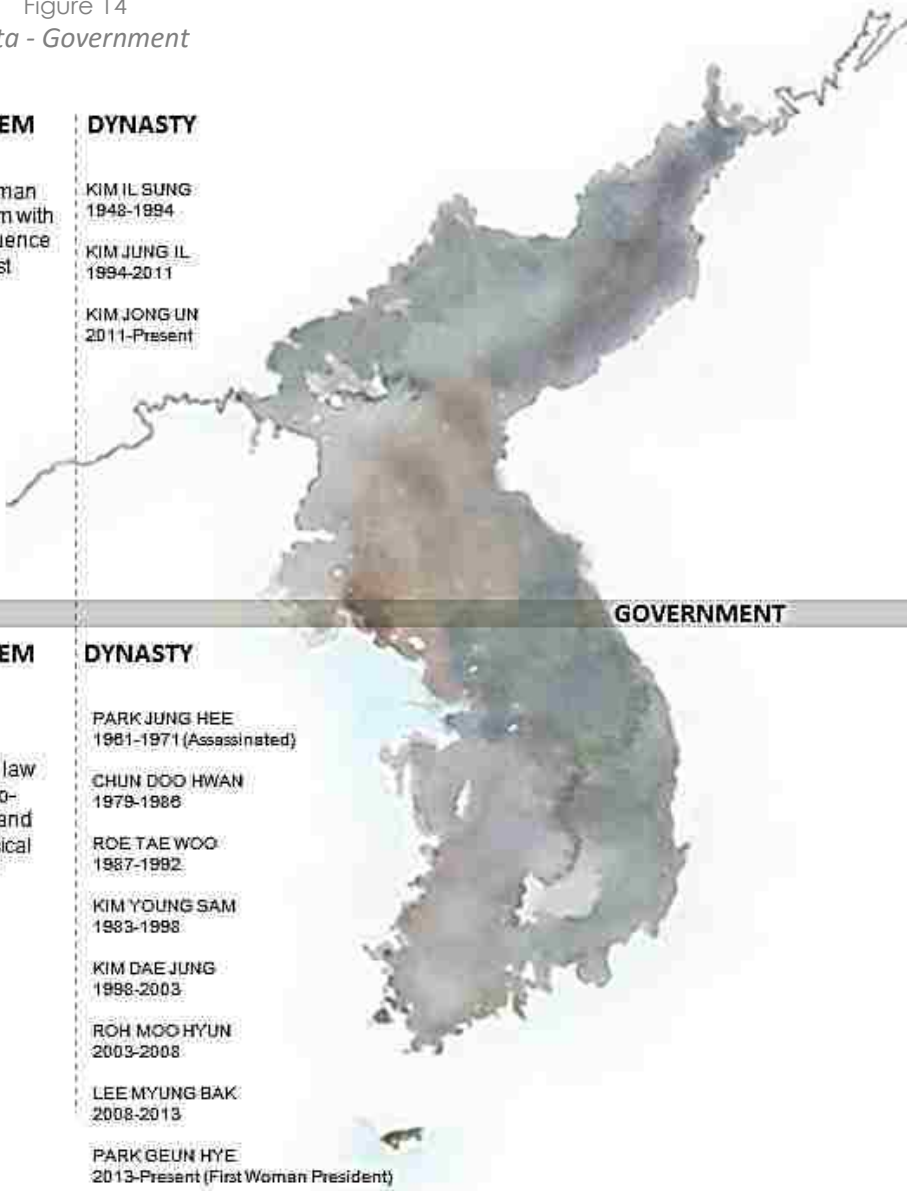 Figure 14
ta - Government
EM
DYNASTY
man
m with
uence
st
KIM IL SUNG
1948-1994
KIM JUNG IL
1994-2011
KIM JONG UN
2011-Present
GOVERNMENT
EM
DYNASTY
law
o-
and
ical
PARK JUNG HEE
1961-1971 (Assassinated)
CHUN DOO HWAN
1979-1986
ROE TAE WOO
1987-1992
KIM YOUNG SAM
1983-1998
KIM DAE JUNG
1998-2003
ROH MOO HYUN
2003-2008
LEE MYUNG BAK
2008-2013
PARK GEUN HYE
2013-Present (First Woman President)